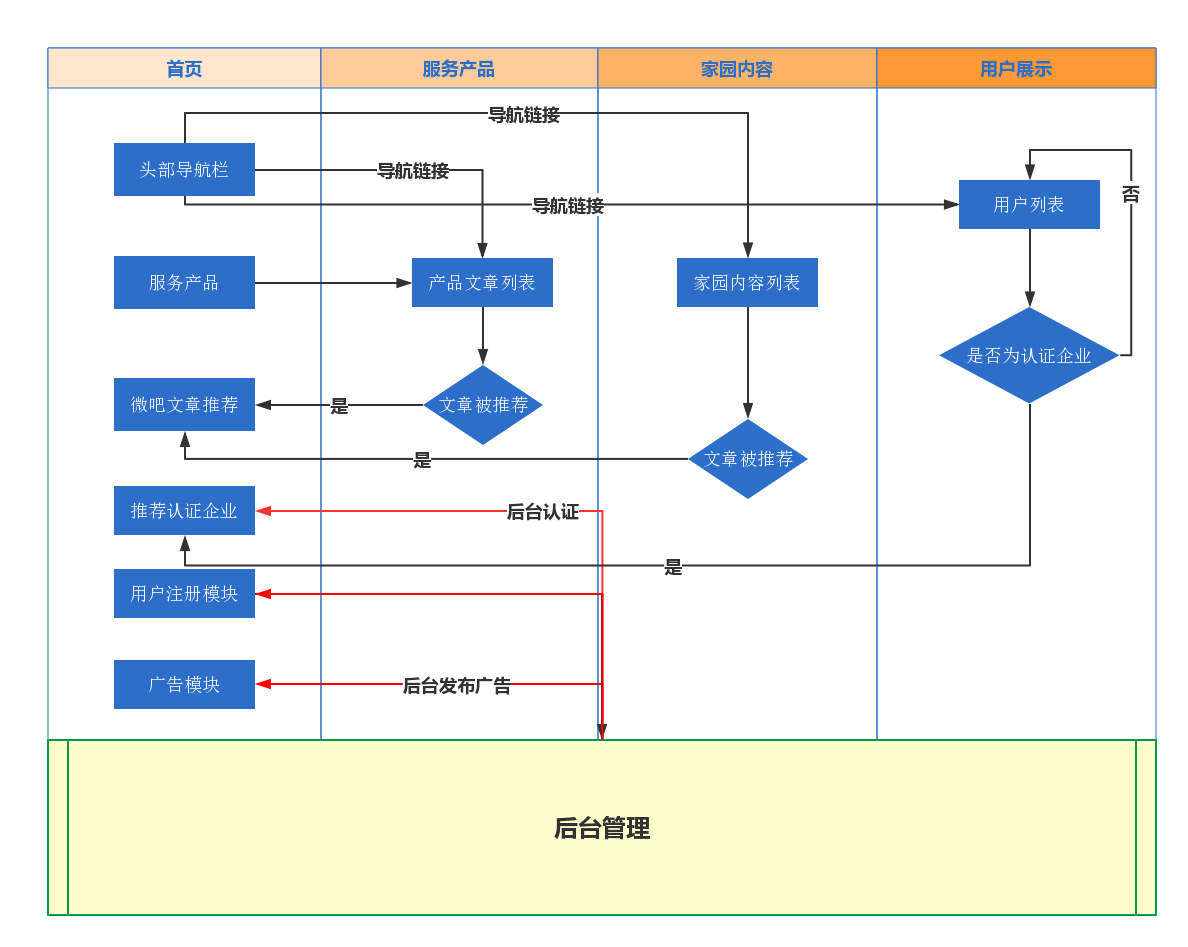 首页
服务产品
家园内容
用户展示
导航链接
头部导航栏
导航链接
否
导航链接
用户列表
服务产品
产品文章列表
家园内容列表
是否为认证企业
微吧文章推荐
是
文章被推荐
是
文章被推荐
推荐认证企业
后台认证
是
用户注册模块
广告模块
后台发布广告
后台管理